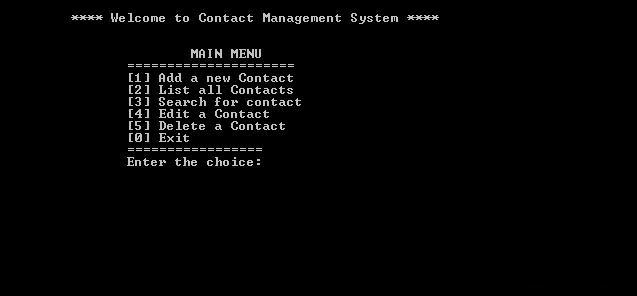 **** Welcome to Contact Management System ****
MAIN MENU
=====================
[1] Add a new Contact
[2] List all Contacts
[3] Search for contact
[4] Edit a Contact
[5] Delete a Contact
[0] Exit
=================
Enter the choice: